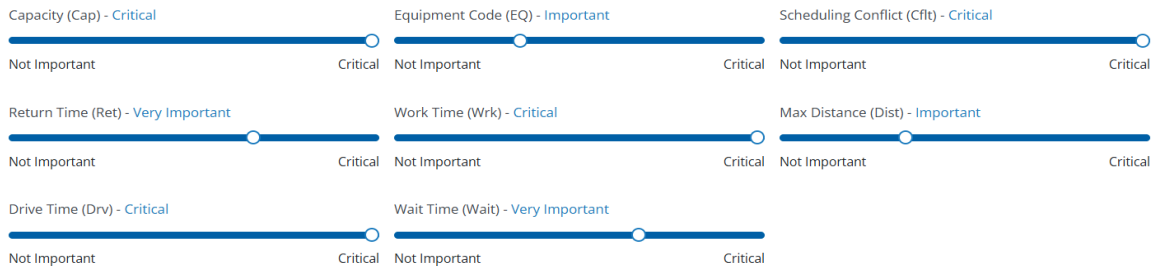 Capacity (Cap) - Critical
Not Important Critical
Equipment Code (EQ) - Important
Not Important Critical
Scheduling Conflict (Cflt) - Critical
Not Important Critical
Return Time (Ret) - Very Important
Not Important Critical
Work Time (Wrk) - Critical
Not Important Critical
Max Distance (Dist) - Important
Not Important Critical
Drive Time (Drv) - Critical
Not Important Critical
Wait Time (Wait) - Very Important
Not Important Critical